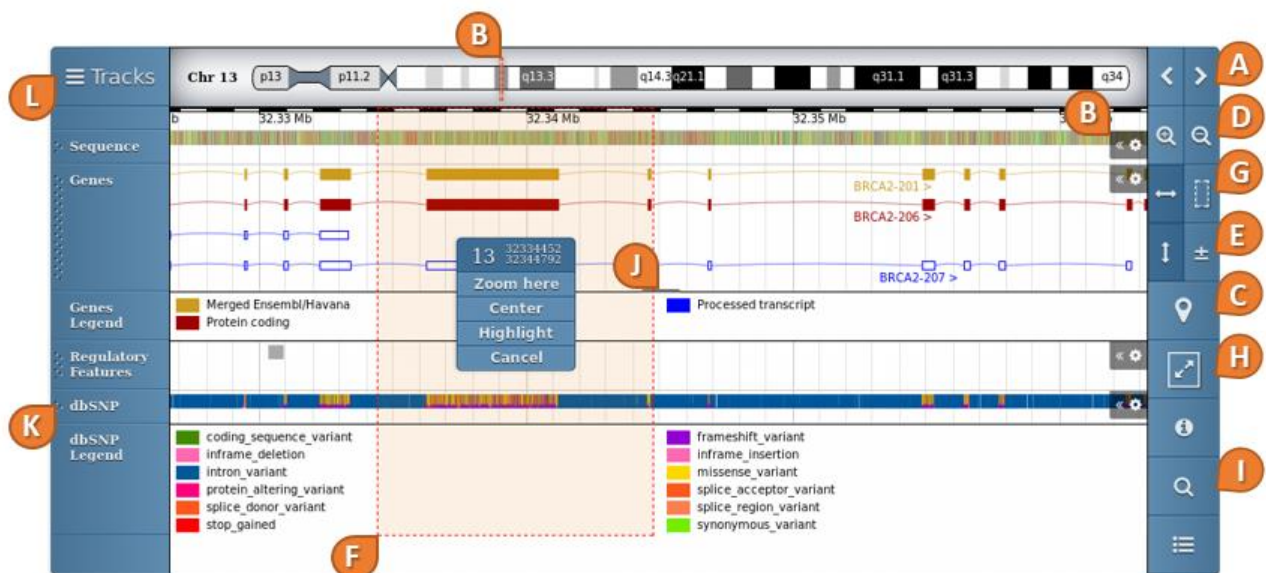 B
Tracks
Chr 13
p13
p11.2
q13.3
q14.3
q21.1
q31.1
q31.3
q34
A
L
B
D
b
32.33 Mb
32.34 Mb
32.35 Mb
Sequence
Genes
BRCA2-201 >
G
BRCA2-206 >
E
13
32334452
32344792
J
BRCA2-207 >
Zoom here
Center
Highlight
Cancel
C
Genes
Legend
Merged Ensembl/Havana
Protein coding
Processed transcript
Regulatory
Features
H
dbSNP
K
dbSNP
Legend
coding_sequence_variant
inframe_deletion
intron_variant
protein_altering_variant
splice_donor_variant
stop_gained
frameshift_variant
inframe_insertion
missense_variant
splice_acceptor_variant
splice_region_variant
synonymous_variant
I
F